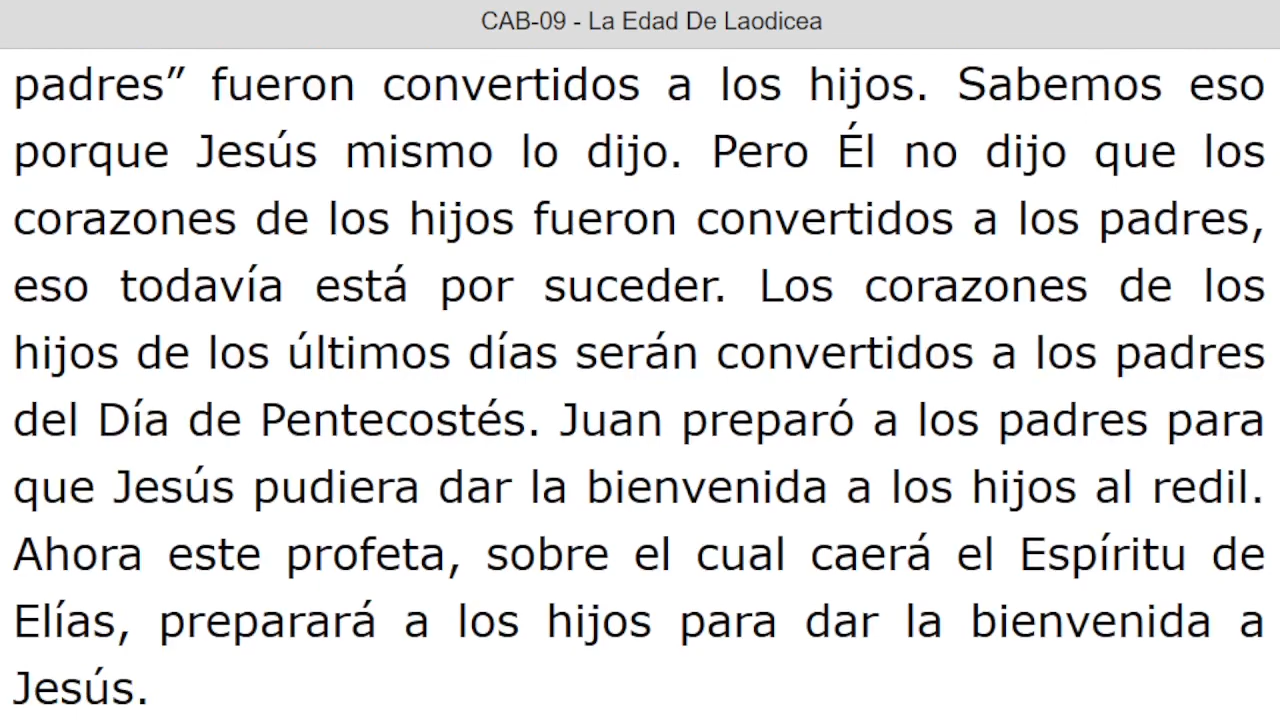 CAB-09 - La Edad De Laodicea
padres” fueron convertidos a los hijos. Sabemos eso
porque Jesús mismo lo dijo. Pero Él no dijo que los
corazones de los hijos fueron convertidos a los padres,
eso todavía está por suceder. Los corazones de los
hijos de los últimos días serán convertidos a los padres
del Día de Pentecostés. Juan preparó a los padres para
que Jesús pudiera dar la bienvenida a los hijos al redil.
Ahora este profeta, sobre el cual caerá el Espíritu de
Elías, preparará a los hijos para dar la bienvenida a
Jesús.